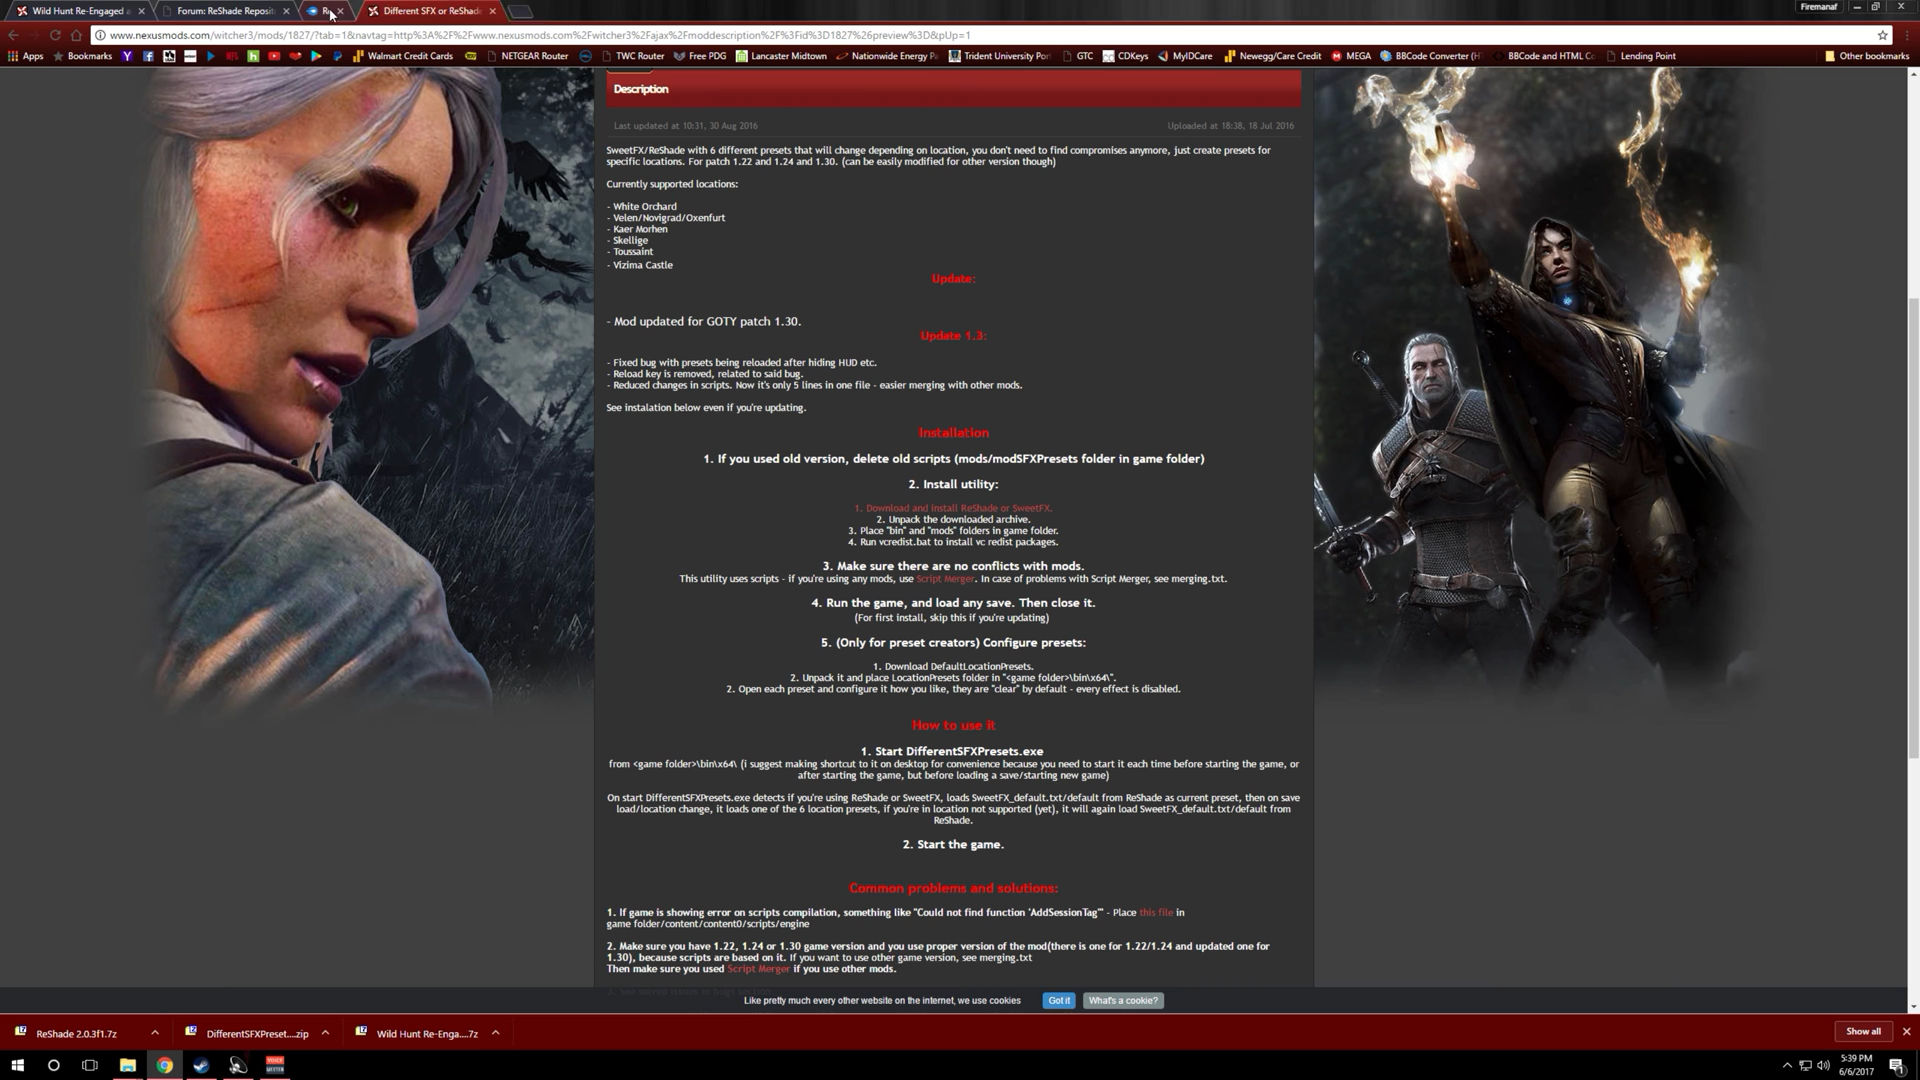 Wild Hunt Re-Engaged a
Forum: ReShade Reposit
Re
Different SFX or ReShade
Firemanaf
www.nexusmods.com/witcher3/mods/1827/?tab=1&navtag=http%3A%2F%2Fwww.nexusmods.com%2Fwitcher3%2Fajax%2Fmoddescription%2F%3Fid%3D1827%26preview%3D&pUp=1
Apps
Bookmarks
Walmart Credit Cards
NETGEAR Router
TWC Router
Free PDG
Lancaster Midtown
Nationwide Energy Pa
Trident University Por
GTC
CDKeys
MyIDCare
Newegg/Care Credit
MEGA
BBCode Converter (H
BBCode and HTML C
Lending Point
Other bookmarks
Description
Last updated at 10:31, 30 Aug 2016
Uploaded at 18:38, 18 Jul 2016
SweetFX/ReShade with 6 different presets that will change depending on location, you don't need to find compromises anymore, just create presets for
specific locations. For patch 1.22 and 1.24 and 1.30. (can be easily modified for other version though)
Currently supported locations:
- White Orchard
- Velen/Novigrad/Oxenfurt
- Kaer Morhen
- Skellige
- Toussaint
- Vizima Castle
Update:
- Mod updated for GOTY patch 1.30.
Update 1.3:
- Fixed bug with presets being reloaded after hiding HUD etc.
- Reload key is removed, related to said bug.
- Reduced changes in scripts. Now it's only 5 lines in one file - easier merging with other mods.
See instalation below even if you're updating.
Installation
1. If you used old version, delete old scripts (mods/modSFXPresets folder in game folder)
2. Install utility:
1. Download and install ReShade or SweetFX.
2. Unpack the downloaded archive.
3. Place "bin" and "mods" folders in game folder.
4. Run vcredist.bat to install vc redist packages.
3. Make sure there are no conflicts with mods.
This utility uses scripts - if you're using any mods, use Script Merger. In case of problems with Script Merger, see merging.txt.
4. Run the game, and load any save. Then close it.
(For first install, skip this if you're updating)
5. (Only for preset creators) Configure presets:
1. Download DefaultLocationPresets.
2. Unpack it and place LocationPresets folder in "<game folder>\bin\x64\".
2. Open each preset and configure it how you like, they are "clear" by default - every effect is disabled.
How to use it
1. Start DifferentSFXPresets.exe
from <game folder>\bin\x64\ (i suggest making shortcut to it on desktop for convenience because you need to start it each time before starting the game, or
after starting the game, but before loading a save/starting new game)
On start DifferentSFXPresets.exe detects if you're using ReShade or SweetFX, loads SweetFX_default.txt/default from ReShade as current preset, then on save
load/location change, it loads one of the 6 location presets, if you're in location not supported (yet), it will again load SweetFX_default.txt/default from
ReShade.
2. Start the game.
Common problems and solutions:
1. If game is showing error on scripts compilation, something like "Could not find function 'AddSessionTag'" - Place this file in
game folder/content/content0/scripts/engine
2. Make sure you have 1.22, 1.24 or 1.30 game version and you use proper version of the mod(there is one for 1.22/1.24 and updated one for
1.30), because scripts are based on it. If you want to use other game version, see merging.txt
Then make sure you used Script Merger if you use other mods.
Like pretty much every other website on the internet, we use cookies
Got it
What's a cookie?
ReShade 2.0.3f1.7z
DifferentSFXPreset....zip
Wild Hunt Re-Enga....7z
Show all
VOICE
MEETER
5:39 PM
6/6/2017